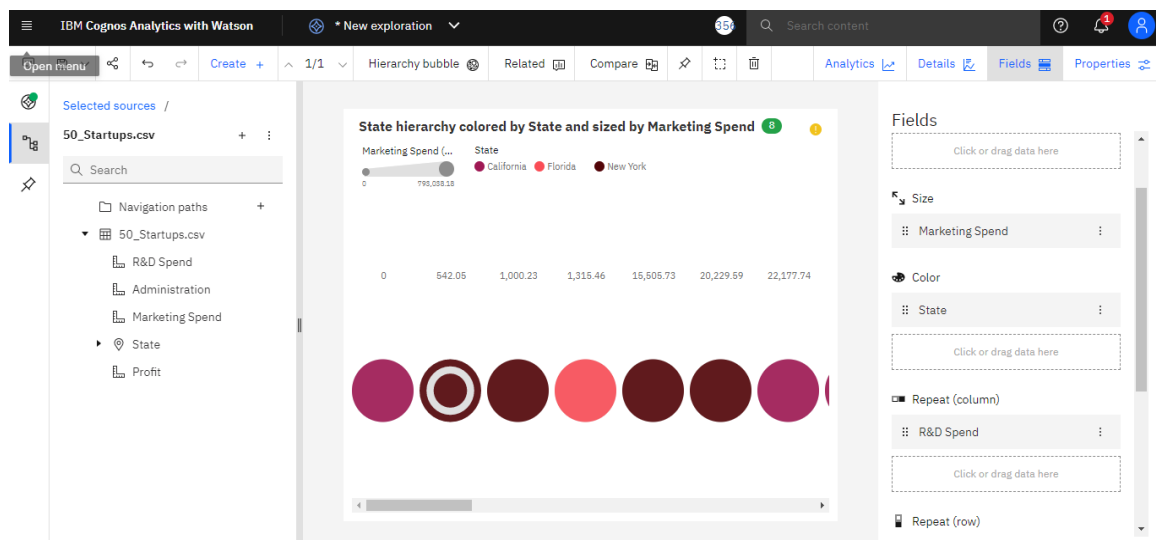 IBM Cognos Analytics with Watson
* New exploration
356
Search content
1
Open menu
Create +
1/1
Hierarchy bubble
Related
Compare
Analytics
Details
Fields
Properties
Selected sources /
50_Startups.csv
Search
Navigation paths
50_Startups.csv
R&D Spend
Administration
Marketing Spend
State
Profit
State hierarchy colored by State and sized by Marketing Spend 8
Marketing Spend (... State
California Florida New York
0 793,038.18
0 542.05 1,000.23 1,315.46 15,505.73 20,229.59 22,177.74
Fields
Click or drag data here
Size
Marketing Spend
Color
State
Click or drag data here
Repeat (column)
R&D Spend
Click or drag data here
Repeat (row)